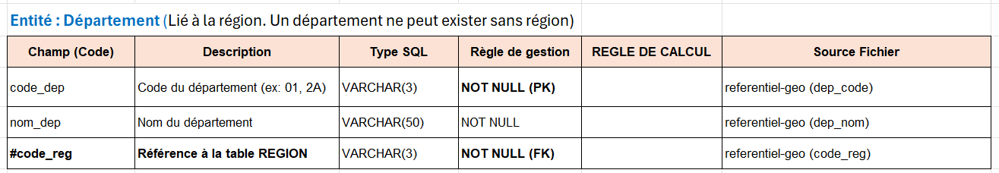 Entité : Département (Lié à la région. Un département ne peut exister sans région)
Champ (Code) Description Type SQL Règle de gestion REGLE DE CALCUL Source Fichier
code_dep Code du département (ex: 01, 2A) VARCHAR(3) NOT NULL (PK) referentiel-geo (dep_code)
nom_dep Nom du département VARCHAR(50) NOT NULL referentiel-geo (dep_nom)
#code_reg Référence à la table REGION VARCHAR(3) NOT NULL (FK) referentiel-geo (code_reg)